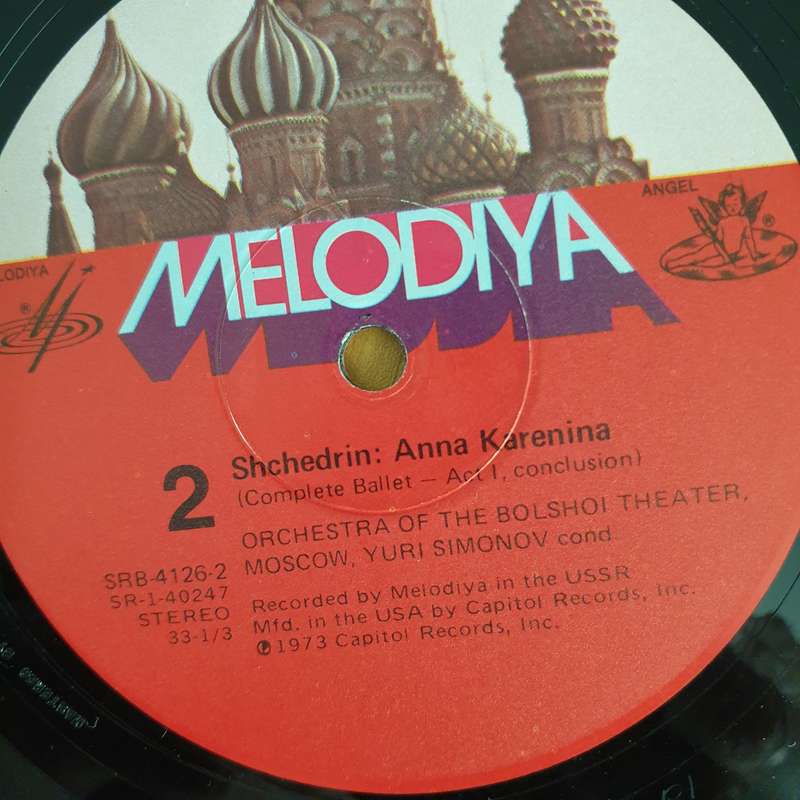 ANGEL
®
LODIYA
®
MELODIYA
2
Shchedrin: Anna Karenina
(Complete Ballet — Act I, conclusion)
ORCHESTRA OF THE BOLSHOI THEATER,
MOSCOW, YURI SIMONOV cond
SRB-4126-2
SR-1-40247
STEREO
33-1/3
Recorded by Melodiya in the USSR
Mfd. in the USA by Capitol Records, Inc.
℗1973 Capitol Records, Inc.